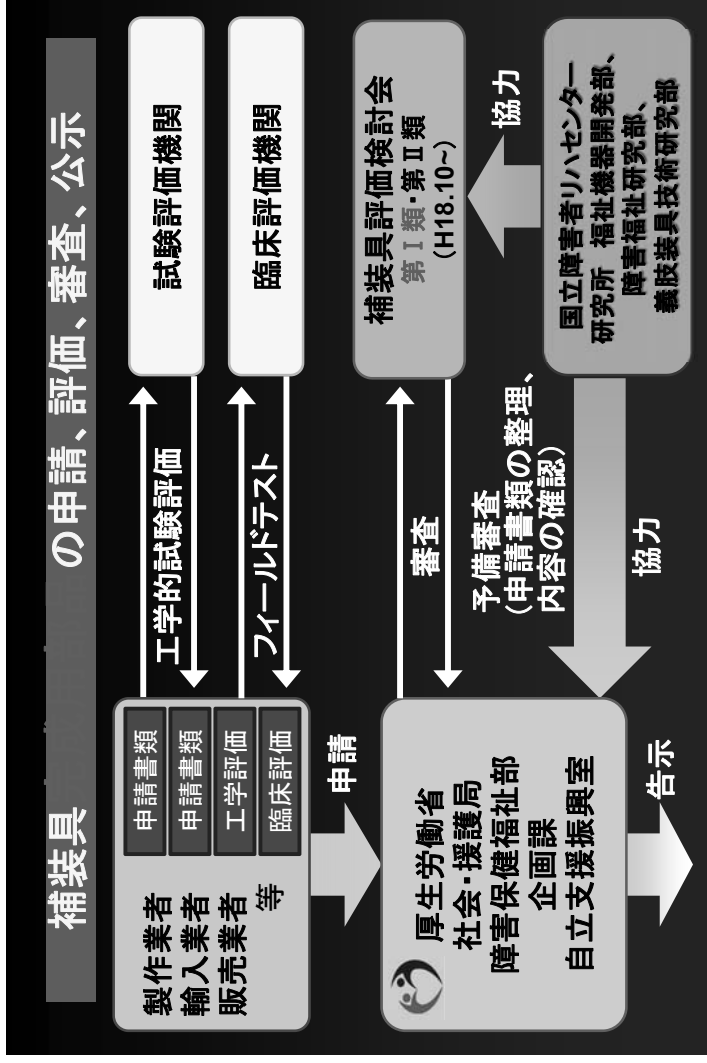 補装具　　　　　の申請、評価、審査、公示
製作業者
輸入業者
販売業者
等
申請書類
申請書類
工学評価
臨床評価
工学的試験評価
フィールドテスト
試験評価機関
臨床評価機関
申請
厚生労働省
社会・援護局
障害保健福祉部
企画課
自立支援振興室
審査
予備審査
（申請書類の整理、
内容の確認）
補装具評価検討会
第Ⅰ類・第Ⅱ類
（H18.10~）
協力
国立障害者リハセンター
研究所　福祉機器開発部、
障害福祉研究部、
義肢装具技術研究部
協力
告示